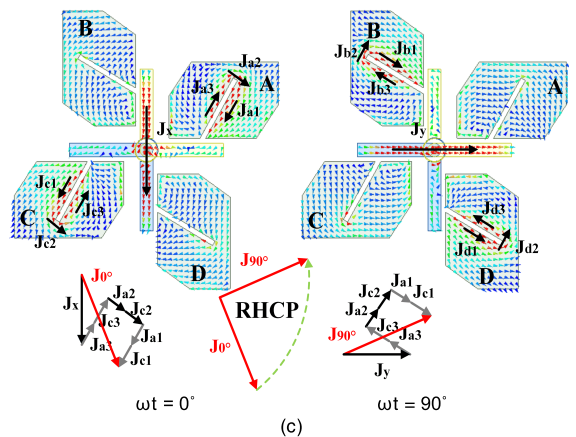 B
A
C
D
Ja2
Ja3
Ja1
Jx
Jc1
Jc3
Jc2
B
A
C
D
Jb2
Jb1
Jb3
Jy
Jd3
Jd1
Jd2
J0°
Jx
Ja2
Jc2
Jc3
Ja1
Ja3
Jc1
J90°
RHCP
J0°
Ja1
Jc2
Jc1
Ja2
J90°
Jc3
Ja3
Jy
ωt = 0°
ωt = 90°
(c)